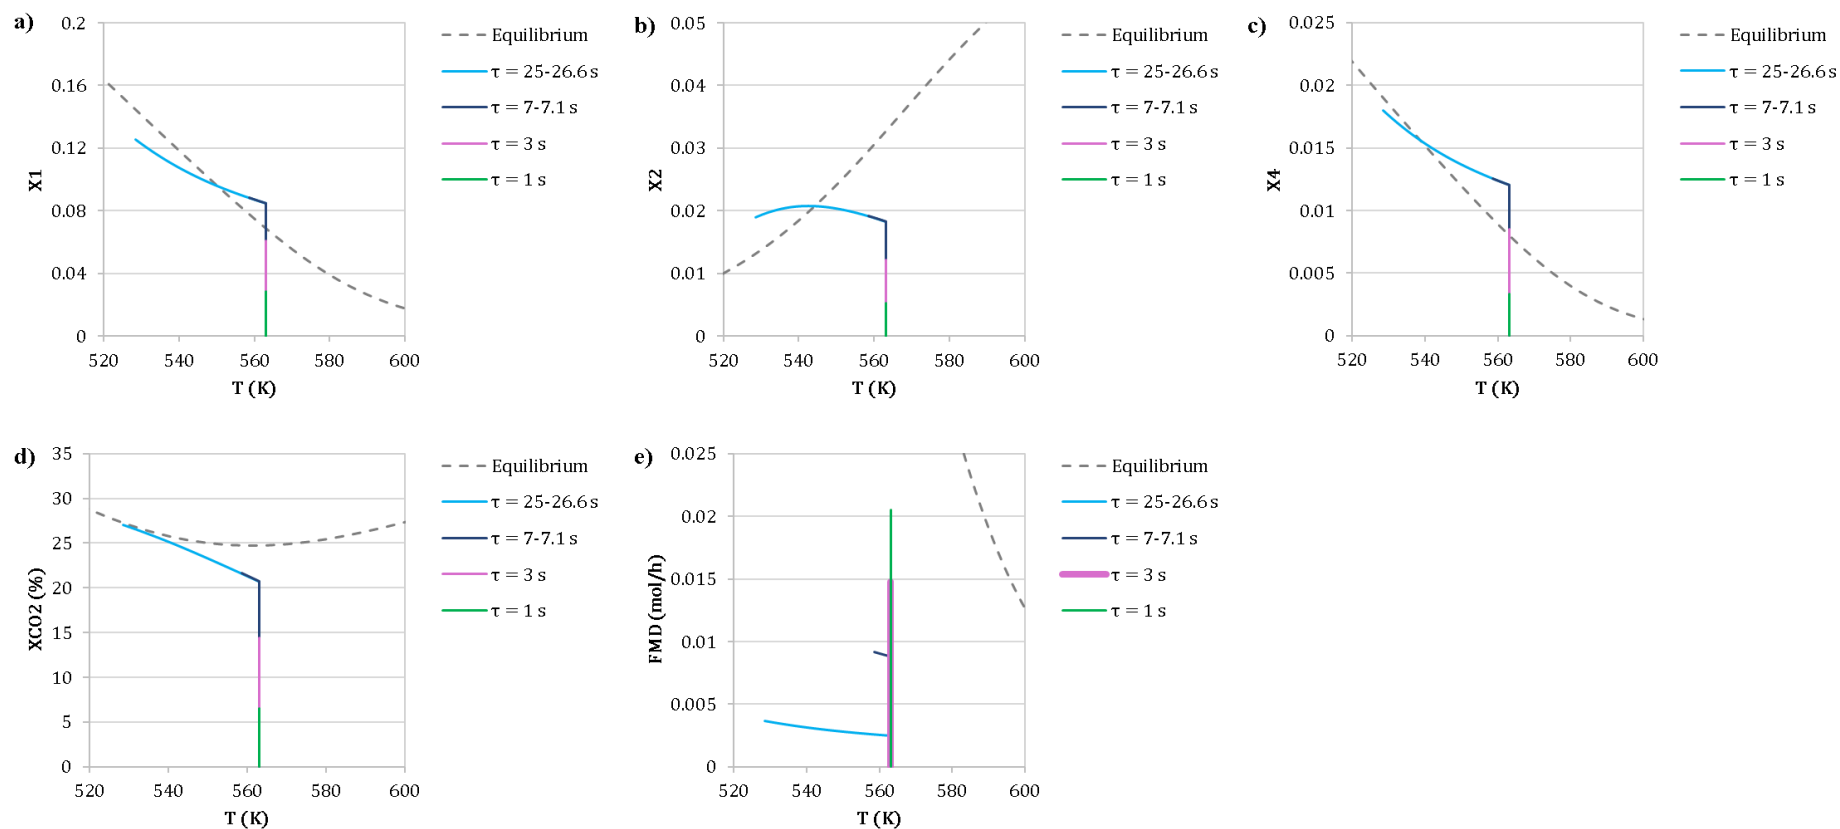 a)
0.2
0.16
0.12
0.08
0.04
0
X1
520 540 560 580 600
T (K)
Equilibrium
τ = 25-26.6 s
τ = 7-7.1 s
τ = 3 s
τ = 1 s
b)
0.05
0.04
0.03
0.02
0.01
0
X2
520 540 560 580 600
T (K)
Equilibrium
τ = 25-26.6 s
τ = 7-7.1 s
τ = 3 s
τ = 1 s
c)
0.025
0.02
0.015
0.01
0.005
0
X4
520 540 560 580 600
T (K)
Equilibrium
τ = 25-26.6 s
τ = 7-7.1 s
τ = 3 s
τ = 1 s
d)
35
30
25
20
15
10
5
0
XCO2 (%)
520 540 560 580 600
T (K)
Equilibrium
τ = 25-26.6 s
τ = 7-7.1 s
τ = 3 s
τ = 1 s
e)
0.025
0.02
0.015
0.01
0.005
0
FMD (mol/h)
520 540 560 580 600
T (K)
Equilibrium
τ = 25-26.6 s
τ = 7-7.1 s
τ = 3 s
τ = 1 s